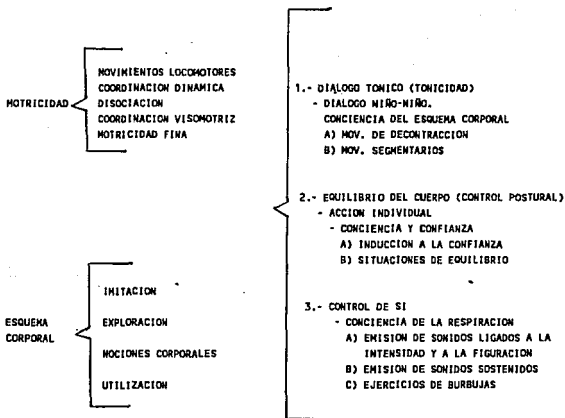 MOTRICIDAD
MOVIMIENTOS LOCOMOTORES
COORDINACION DINAMICA
DISOCIACION
COORDINACION VISOMOTRIZ
MOTRICIDAD FINA
ESQUEMA
CORPORAL
IMITACION
EXPLORACION
NOCIONES CORPORALES
UTILIZACION
1.- DIALOGO TONICO (TONICIDAD)
- DIALOGO NIÑO-NIÑO.
CONCIENCIA DEL ESQUEMA CORPORAL
A) MOV. DE DECONTRACCION
B) MOV. SEGMENTARIOS
2.- EQUILIBRIO DEL CUERPO (CONTROL POSTURAL)
- ACCION INDIVIDUAL
- CONCIENCIA Y CONFIANZA
A) INDUCCION A LA CONFIANZA
B) SITUACIONES DE EQUILIBRIO
3.- CONTROL DE SI
- CONCIENCIA DE LA RESPIRACION
A) EMISION DE SONIDOS LIGADOS A LA
INTENSIDAD Y A LA FIGURACION
B) EMISION DE SONIDOS SOSTENIDOS
C) EJERCICIOS DE BURBUJAS